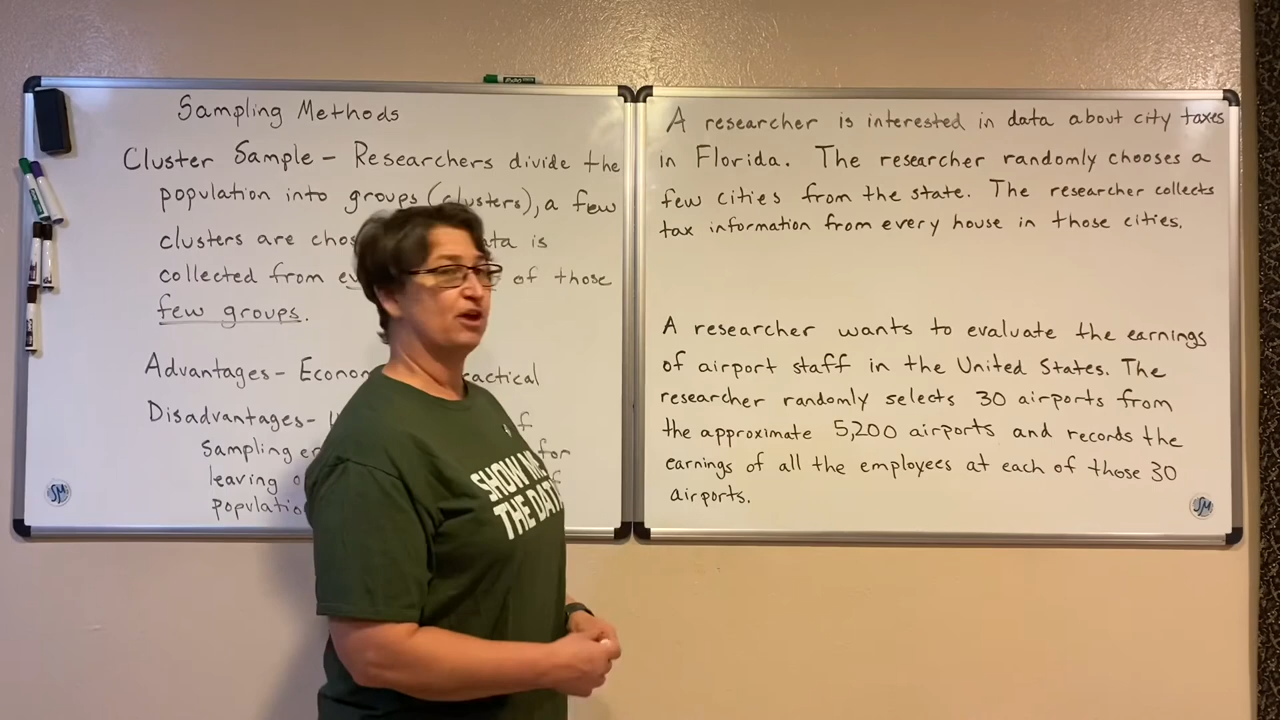 Sampling Methods
Cluster Sample - Researchers divide the
population into groups (clusters), a few
clusters are is
collected from of those
few groups.
Advantages -
Disadvantages -
Sampling
leaving
SM
A researcher is interested in data about city taxes
in Florida. The researcher randomly chooses a
few cities from the state. The researcher collects
tax information from every house in those cities.
A researcher wants to evaluate the earnings
of airport staff in the United States. The
researcher randomly selects 30 airports from
the approximate 5,200 airports and records the
earnings of all the employees at each of those 30
airports.
SM
SHOW ME
THE DATA